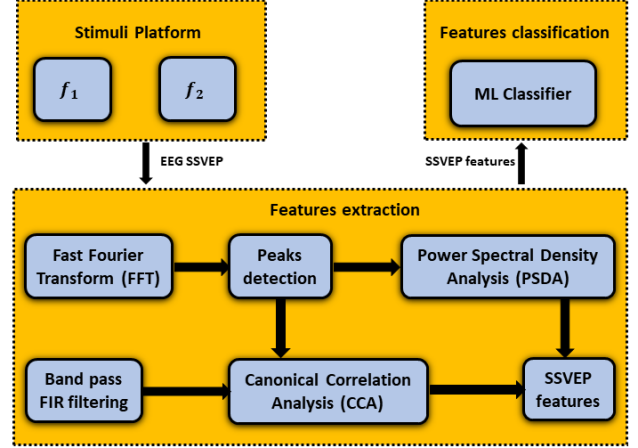 Stimuli Platform
f₁
f₂
Features classification
ML Classifier
EEG SSVEP
SSVEP features
Features extraction
Fast Fourier
Transform (FFT)
Peaks
detection
Power Spectral Density
Analysis (PSDA)
Band pass
FIR filtering
Canonical Correlation
Analysis (CCA)
SSVEP
features